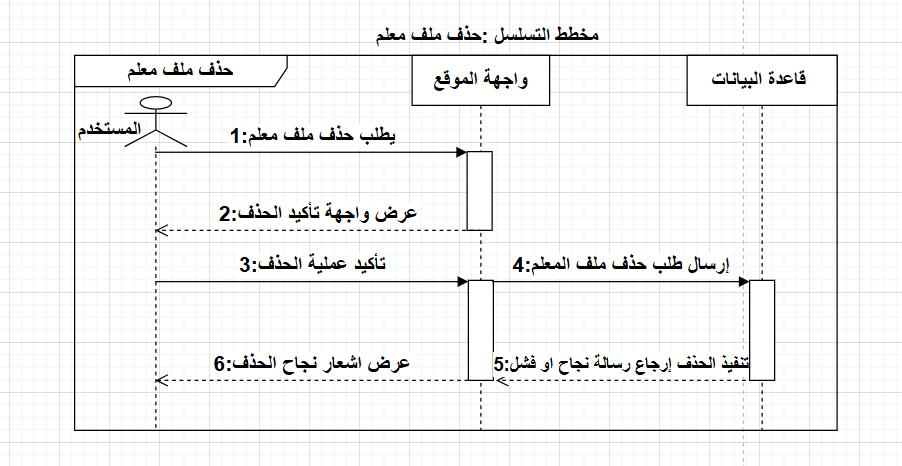 مخطط التسلسل :حذف ملف معلم
حذف ملف معلم
واجهة الموقع
قاعدة البيانات
المستخدم
1:يطلب حذف ملف معلم
2:عرض واجهة تأكيد الحذف
3:تأكيد عملية الحذف
4:إرسال طلب حذف ملف المعلم
5:تنفيذ الحذف إرجاع رسالة نجاح او فشل
6:عرض اشعار نجاح الحذف